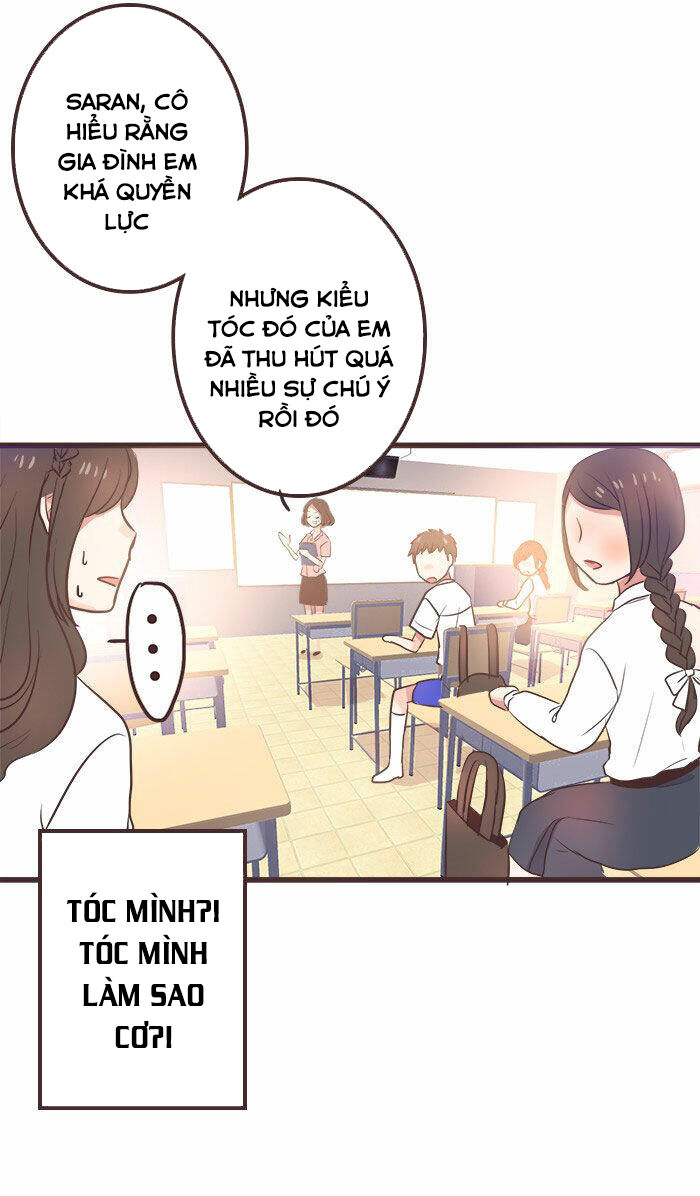 SARAN, CÔ
HIỂU RẰNG
GIA ĐÌNH EM
KHÁ QUYỀN
LỰC
NHƯNG KIỂU
TÓC ĐÓ CỦA EM
ĐÃ THU HÚT QUÁ
NHIỀU SỰ CHÚ Ý
RỒI ĐÓ
...
TÓC MÌNH?!
TÓC MÌNH
LÀM SAO
CƠ?!